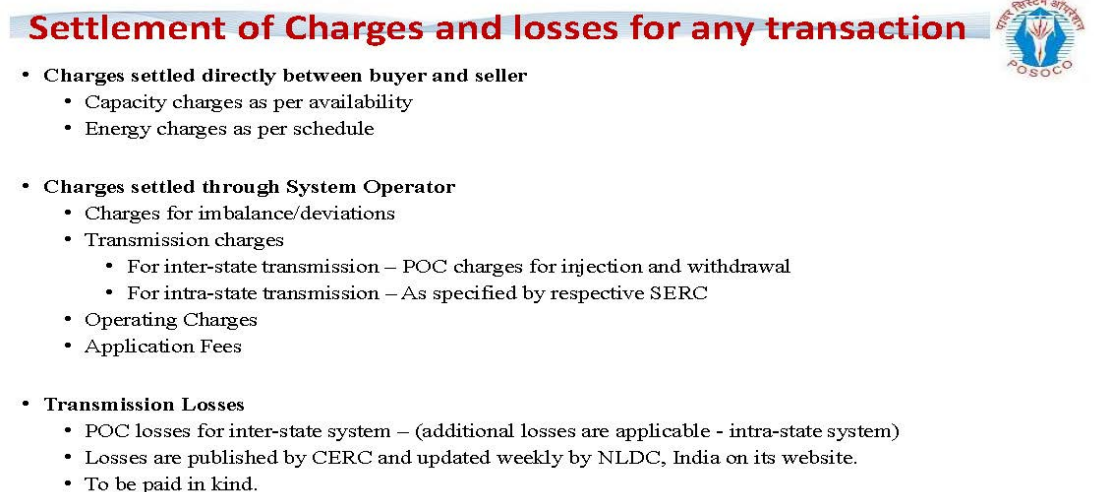 Settlement of Charges and losses for any transaction
पावर सिस्टम ऑपरेशन
POSOCO
• Charges settled directly between buyer and seller
• Capacity charges as per availability
• Energy charges as per schedule
• Charges settled through System Operator
• Charges for imbalance/deviations
• Transmission charges
• For inter-state transmission – POC charges for injection and withdrawal
• For intra-state transmission – As specified by respective SERC
• Operating Charges
• Application Fees
• Transmission Losses
• POC losses for inter-state system – (additional losses are applicable - intra-state system)
• Losses are published by CERC and updated weekly by NLDC, India on its website.
• To be paid in kind.